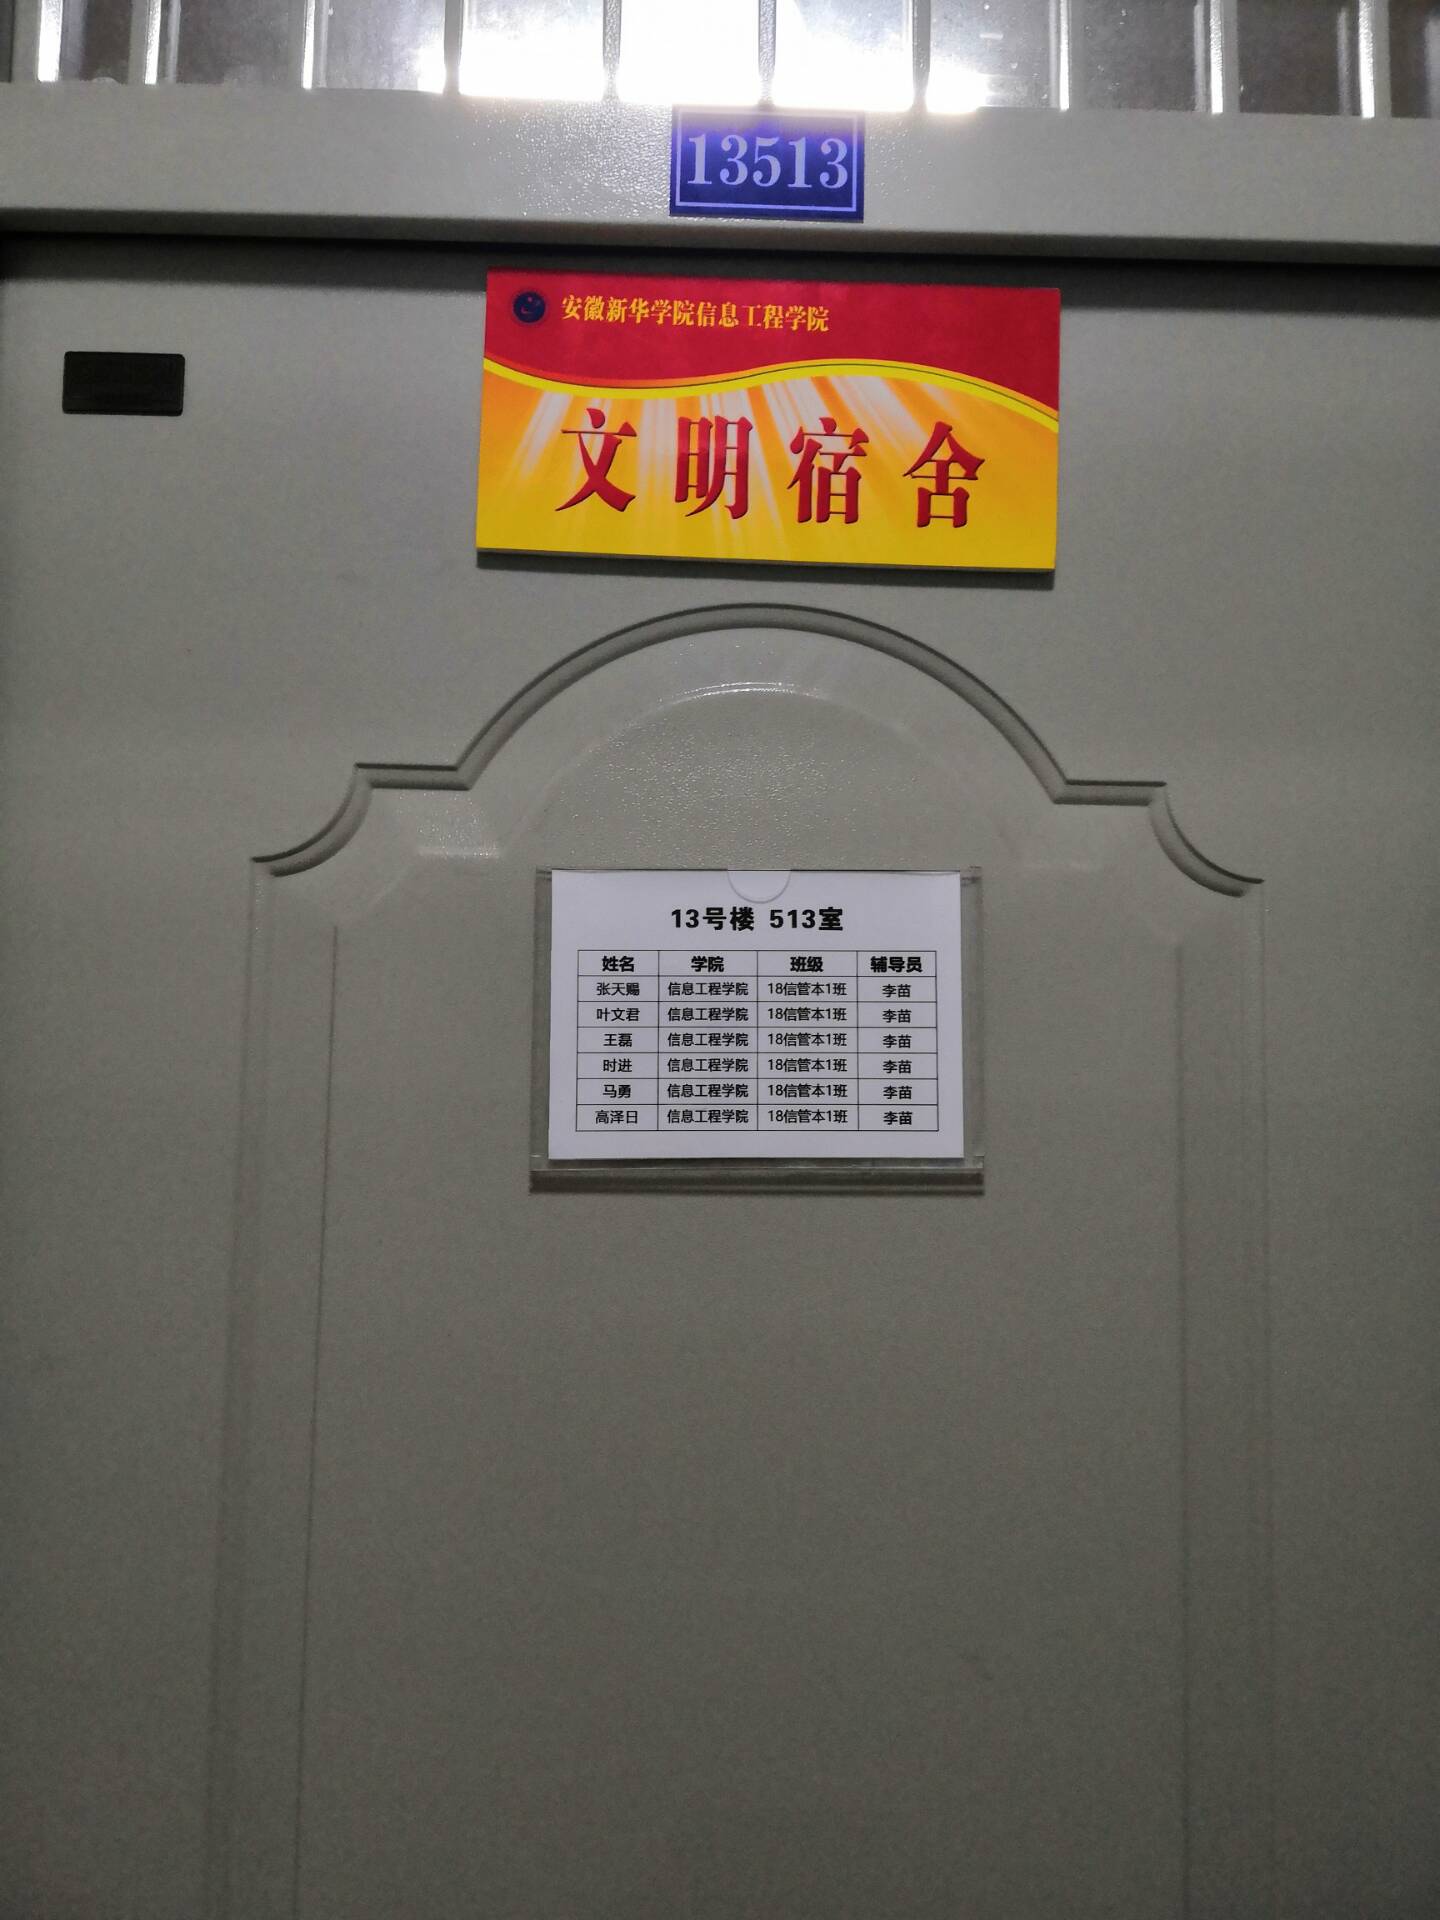 13513
安徽新华学院信息工程学院
文明宿舍
13号楼 513室
姓名 学院 班级 辅导员
张天赐 信息工程学院 18信管本1班 李苗
叶文君 信息工程学院 18信管本1班 李苗
王磊 信息工程学院 18信管本1班 李苗
时进 信息工程学院 18信管本1班 李苗
马勇 信息工程学院 18信管本1班 李苗
高泽日 信息工程学院 18信管本1班 李苗